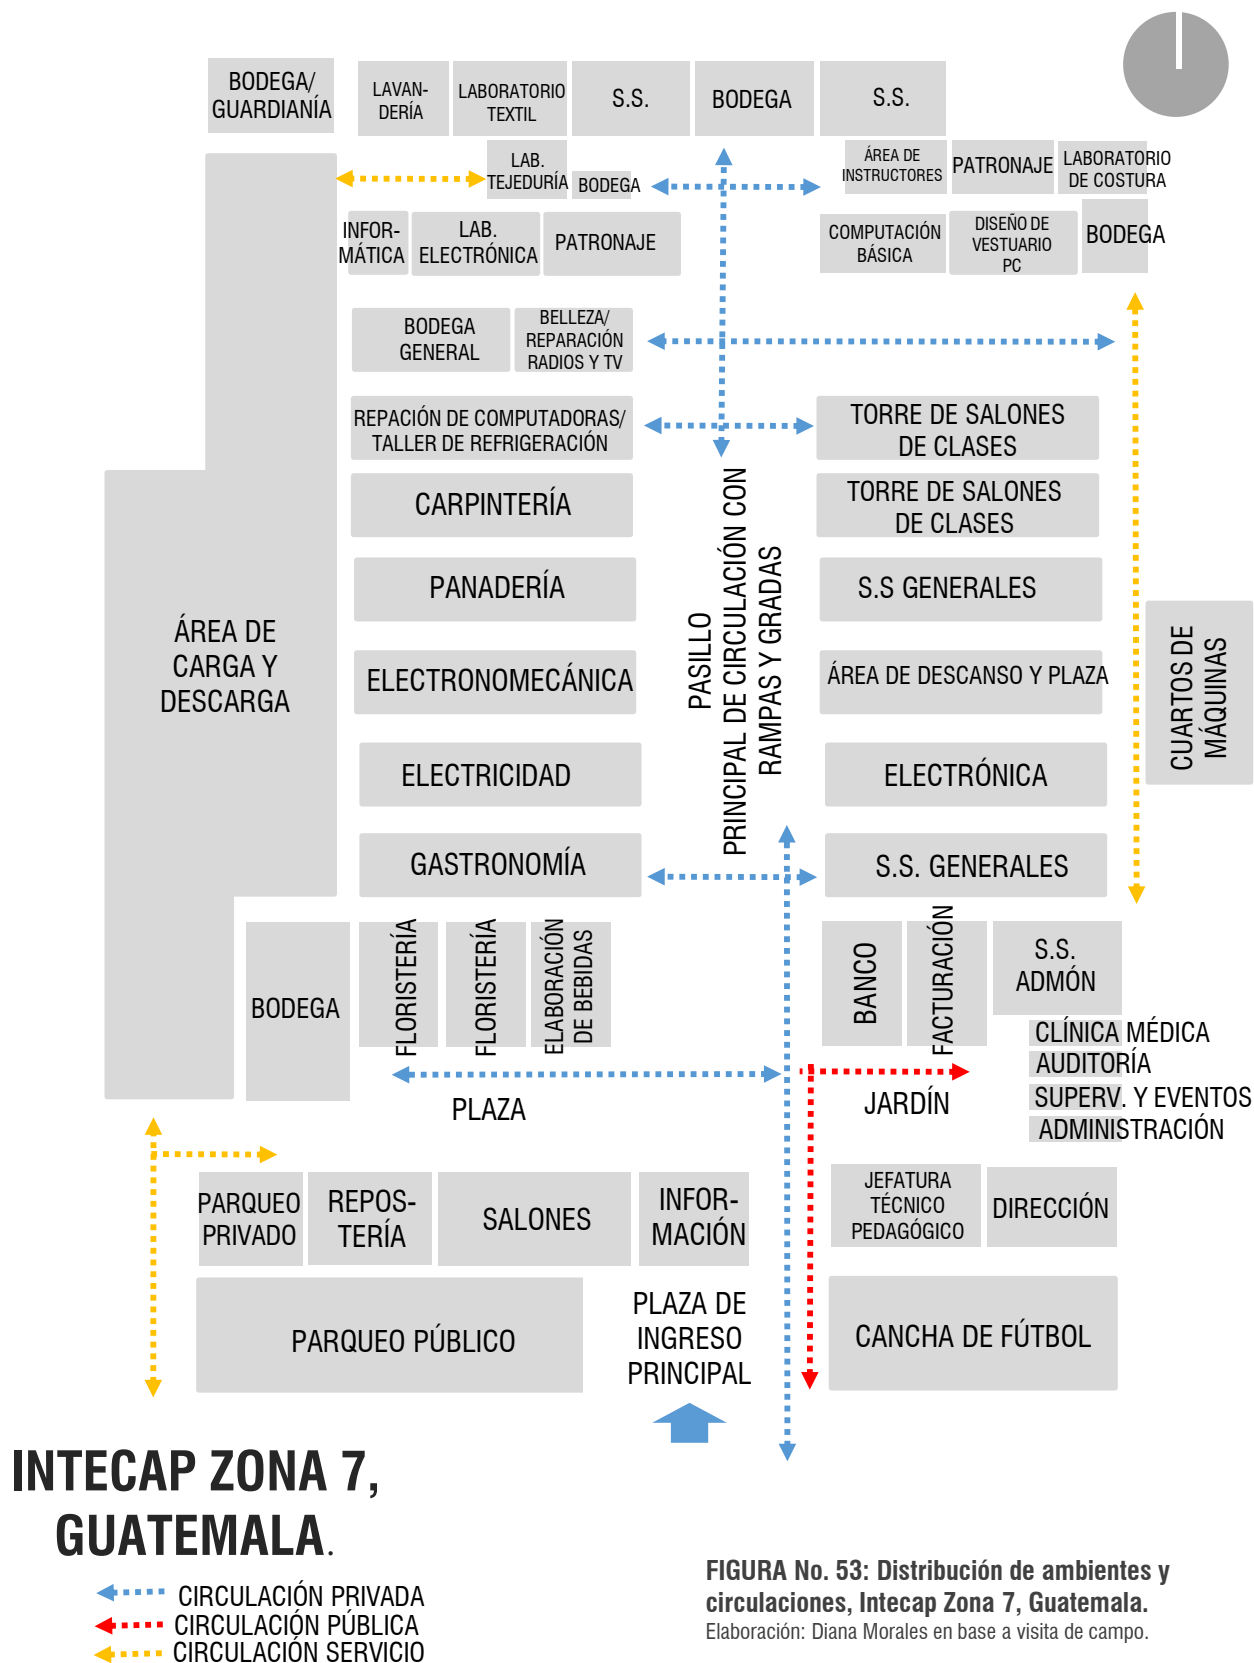 BODEGA/
GUARDIANÍA
LAVAN-
DERÍA
LABORATORIO
TEXTIL
S.S.
BODEGA
S.S.
LAB.
TEJEDURÍA
BODEGA
ÁREA DE
INSTRUCTORES
PATRONAJE
LABORATORIO
DE COSTURA
INFOR-
MÁTICA
LAB.
ELECTRÓNICA
PATRONAJE
COMPUTACIÓN
BÁSICA
DISEÑO DE
VESTUARIO
PC
BODEGA
BODEGA
GENERAL
BELLEZA/
REPARACIÓN
RADIOS Y TV
REPACIÓN DE COMPUTADORAS/
TALLER DE REFRIGERACIÓN
TORRE DE SALONES
DE CLASES
CARPINTERÍA
TORRE DE SALONES
DE CLASES
PANADERÍA
S.S GENERALES
ÁREA DE
CARGA Y
DESCARGA
ELECTRONOMECÁNICA
PASILLO
PRINCIPAL DE CIRCULACIÓN CON
RAMPAS Y GRADAS
ÁREA DE DESCANSO Y PLAZA
CUARTOS DE
MÁQUINAS
ELECTRICIDAD
ELECTRÓNICA
GASTRONOMÍA
S.S. GENERALES
BODEGA
FLORISTERÍA
FLORISTERÍA
ELABORACIÓN
DE BEBIDAS
BANCO
FACTURACIÓN
S.S.
ADMÓN
CLÍNICA MÉDICA
AUDITORÍA
SUPERV. Y EVENTOS
ADMINISTRACIÓN
PLAZA
JARDÍN
PARQUEO
PRIVADO
REPOS-
TERÍA
SALONES
INFOR-
MACIÓN
JEFATURA
TÉCNICO
PEDAGÓGICO
DIRECCIÓN
PARQUEO PÚBLICO
PLAZA DE
INGRESO
PRINCIPAL
CANCHA DE FÚTBOL
INTECAP ZONA 7,
GUATEMALA.
CIRCULACIÓN PRIVADA
CIRCULACIÓN PÚBLICA
CIRCULACIÓN SERVICIO
FIGURA No. 53: Distribución de ambientes y
circulaciones, Intecap Zona 7, Guatemala.
Elaboración: Diana Morales en base a visita de campo.